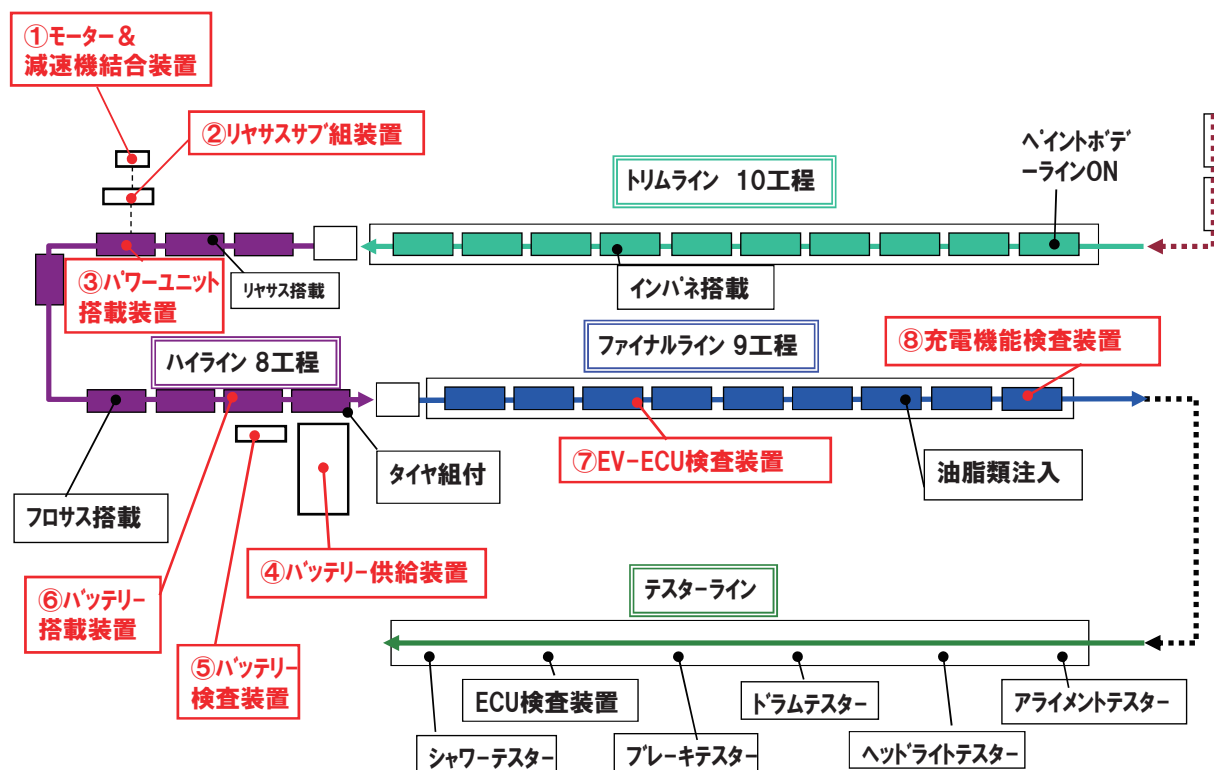 ①モーター&
減速機結合装置
②リヤサスサブ組装置
ペイントボデ
ーラインON
トリムライン 10工程
③パワーユニット
搭載装置
リヤサス搭載
インパネ搭載
ハイライン 8工程
ファイナルライン 9工程
⑧充電機能検査装置
フロサス搭載
タイヤ組付
⑦EV-ECU検査装置
油脂類注入
④バッテリー供給装置
⑥バッテリー
搭載装置
⑤バッテリー
検査装置
テスターライン
シャワーテスター
ECU検査装置
ブレーキテスター
ドラムテスター
ヘッドライトテスター
アライメントテスター